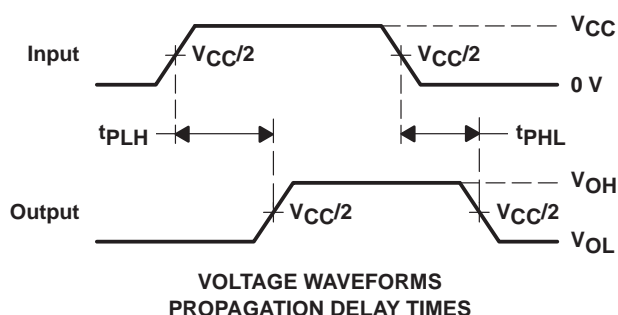 VCC
Input
VCC/2
VCC/2
0 V
tPLH
tPHL
VOH
Output
VCC/2
VCC/2
VOL
VOLTAGE WAVEFORMS
PROPAGATION DELAY TIMES